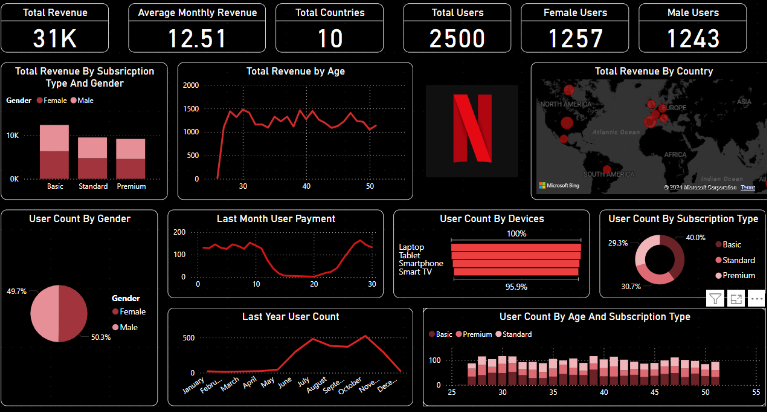 Total Revenue
31K
Average Monthly Revenue
12.51
Total Countries
10
Total Users
2500
Female Users
1257
Male Users
1243
Total Revenue By Subsricption
Type And Gender
Gender Female Male
10K
0K
Basic Standard Premium
Total Revenue by Age
2000
1500
1000
500
0
30 40 50
N
Total Revenue By Country
NORTH AMERICA
EUROPE
ASIA
Atlantic Ocean
AFRICA
SOUTH AMERICA
Indian Ocean
Microsoft Bing
© 2024 Microsoft Corporation Terms
User Count By Gender
49.7%
Gender
Female
Male
50.3%
Last Month User Payment
200
100
0
0 10 20 30
User Count By Devices
100%
Laptop
Tablet
Smartphone
Smart TV
95.9%
User Count By Subscription Type
29.3%
40.0%
30.7%
Basic
Standard
Premium
Last Year User Count
500
0
January
Febru...
March
April
May
June
July
August
Septe...
October
Nove...
Dece...
User Count By Age And Subscription Type
Basic Premium Standard
100
0
25 30 35 40 45 50 55